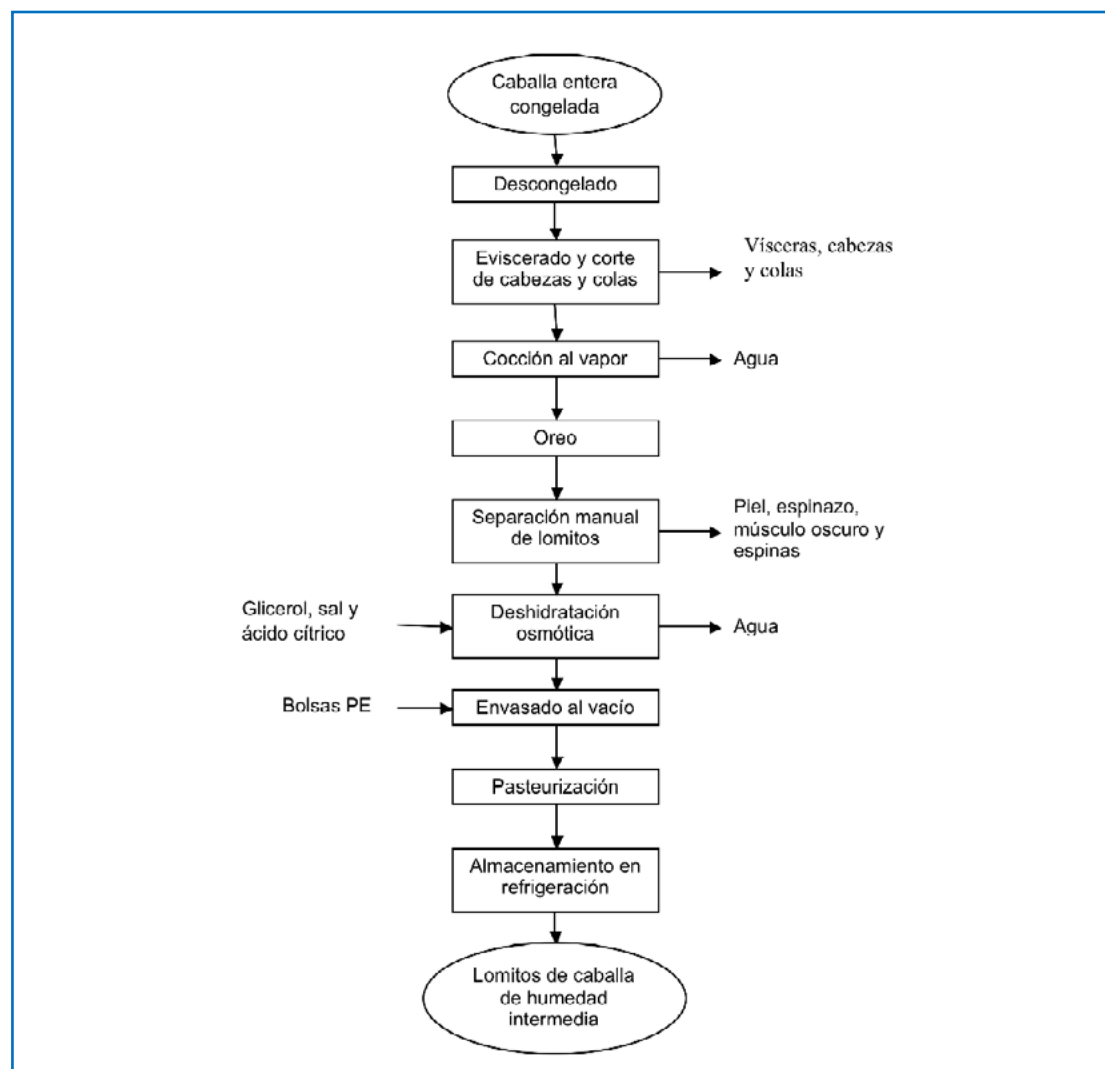 Caballa entera
congelada
Descongelado
Eviscerado y corte
de cabezas y colas
Vísceras, cabezas
y colas
Cocción al vapor
Agua
Oreo
Separación manual
de lomitos
Piel, espinazo,
músculo oscuro y
espinas
Glicerol, sal y
ácido cítrico
Deshidratación
osmótica
Agua
Bolsas PE
Envasado al vacío
Pasteurización
Almacenamiento en
refrigeración
Lomitos de caballa
de humedad
intermedia